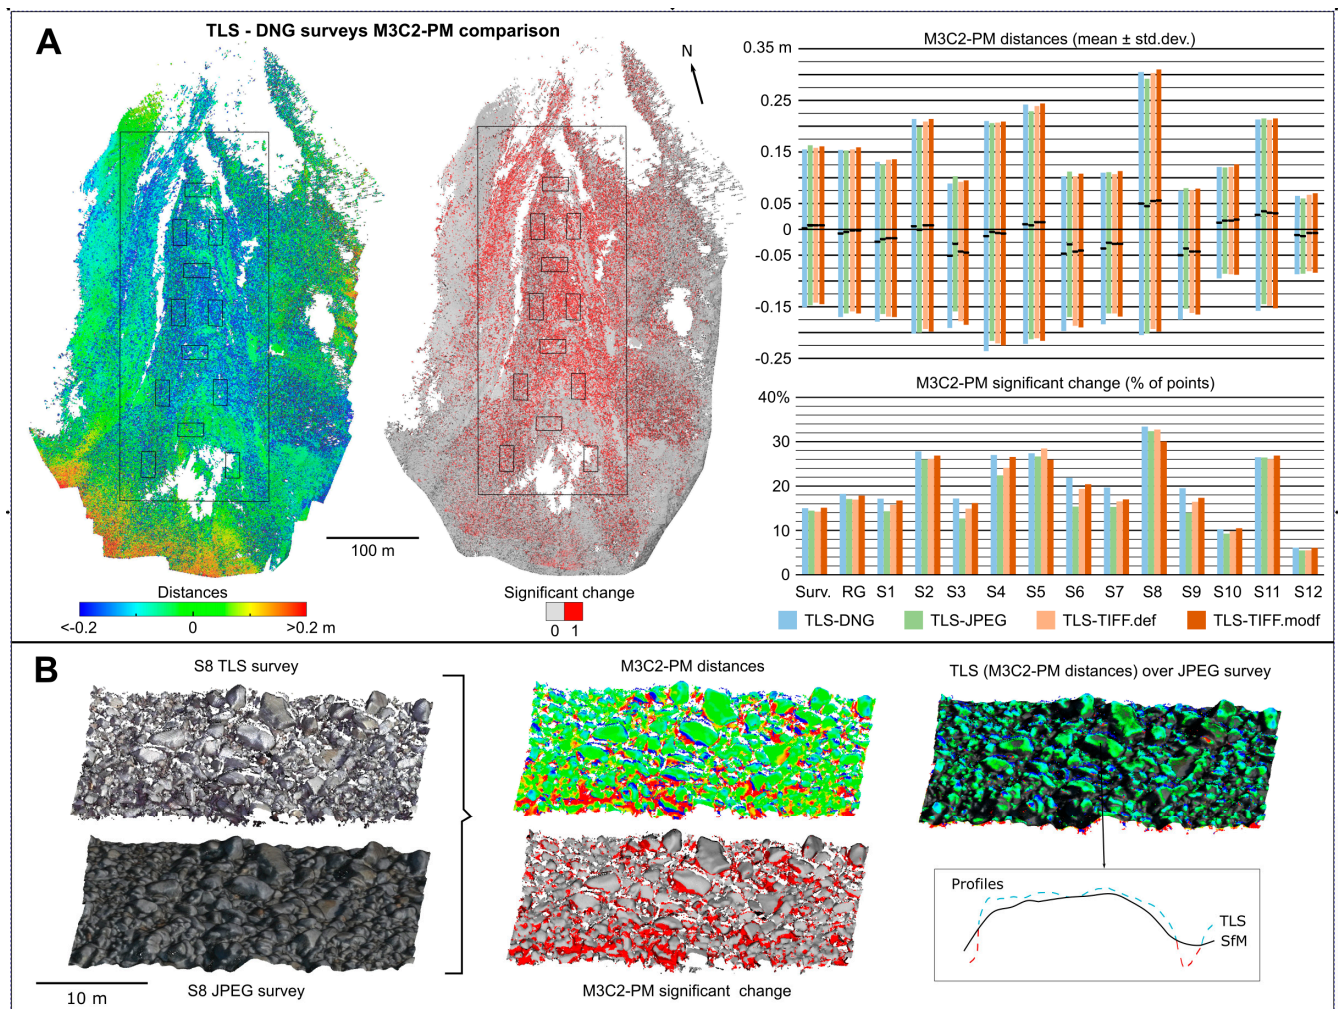 A
TLS - DNG surveys M3C2-PM comparison
N
100 m
Distances
<-0.2 0 >0.2 m
Significant change
0 1
M3C2-PM distances (mean ± std.dev.)
0.35 m
0.25
0.15
0.05
0
-0.05
-0.15
-0.25
M3C2-PM significant change (% of points)
40%
30
20
10
0
Surv. RG S1 S2 S3 S4 S5 S6 S7 S8 S9 S10 S11 S12
TLS-DNG TLS-JPEG TLS-TIFF.def TLS-TIFF.modf
B
S8 TLS survey
S8 JPEG survey
10 m
M3C2-PM distances
M3C2-PM significant change
TLS (M3C2-PM distances) over JPEG survey
Profiles
TLS
SfM